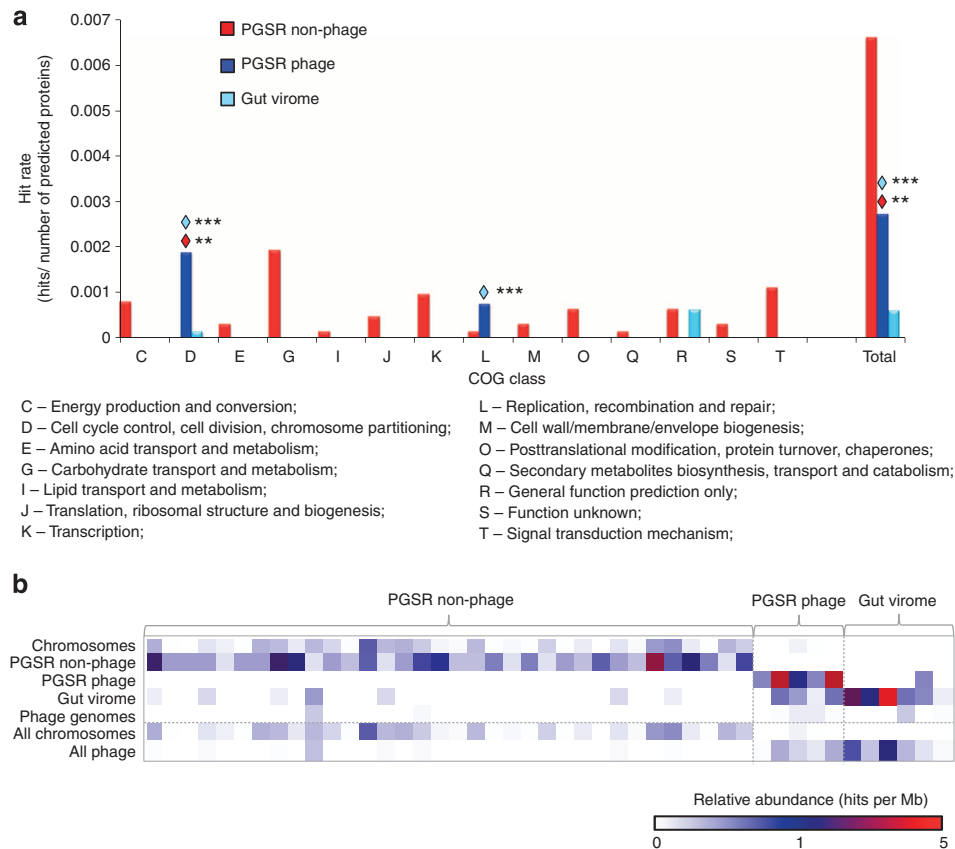 a
PGSR non-phage
PGSR phage
Gut virome
Hit rate
(hits/ number of predicted proteins)
0.007
0.006
0.005
0.004
0.003
0.002
0.001
0
***
**
***
***
**
C D E G I J K L M O Q R S T Total
COG class
C – Energy production and conversion;
D – Cell cycle control, cell division, chromosome partitioning;
E – Amino acid transport and metabolism;
G – Carbohydrate transport and metabolism;
I – Lipid transport and metabolism;
J – Translation, ribosomal structure and biogenesis;
K – Transcription;
L – Replication, recombination and repair;
M – Cell wall/membrane/envelope biogenesis;
O – Posttranslational modification, protein turnover, chaperones;
Q – Secondary metabolites biosynthesis, transport and catabolism;
R – General function prediction only;
S – Function unknown;
T – Signal transduction mechanism;
b
PGSR non-phage PGSR phage Gut virome
Chromosomes
PGSR non-phage
PGSR phage
Gut virome
Phage genomes
All chromosomes
All phage
Relative abundance (hits per Mb)
0 1 5